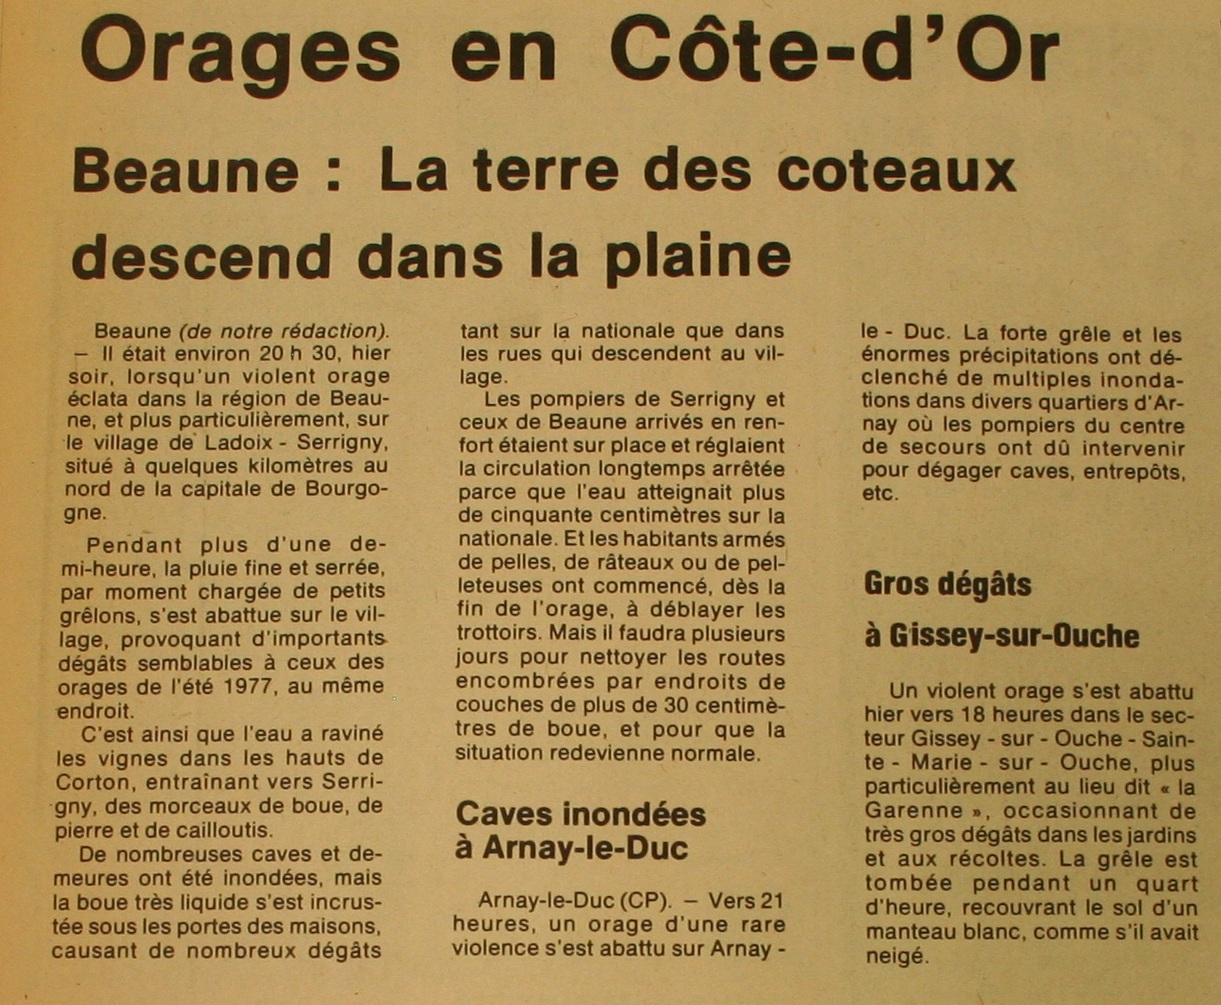 Orages en Côte-d'Or
Beaune : La terre des coteaux
descend dans la plaine
Beaune (de notre rédaction).
— Il était environ 20 h 30, hier
soir, lorsqu'un violent orage
éclata dans la région de Beau-
ne, et plus particulièrement, sur
le village de Ladoix - Serrigny,
situé à quelques kilomètres au
nord de la capitale de Bourgo-
gne.
Pendant plus d'une de-
mi-heure, la pluie fine et serrée,
par moment chargée de petits
grêlons, s'est abattue sur le vil-
lage, provoquant d'importants
dégâts semblables à ceux des
orages de l'été 1977, au même
endroit.
C'est ainsi que l'eau a raviné
les vignes dans les hauts de
Corton, entraînant vers Serri-
gny, des morceaux de boue, de
pierre et de cailloutis.
De nombreuses caves et de-
meures ont été inondées, mais
la boue très liquide s'est incrus-
tée sous les portes des maisons,
causant de nombreux dégâts
tant sur la nationale que dans
les rues qui descendent au vil-
lage.
Les pompiers de Serrigny et
ceux de Beaune arrivés en ren-
fort étaient sur place et réglaient
la circulation longtemps arrêtée
parce que l'eau atteignait plus
de cinquante centimètres sur la
nationale. Et les habitants armés
de pelles, de râteaux ou de pel-
leteuses ont commencé, dès la
fin de l'orage, à déblayer les
trottoirs. Mais il faudra plusieurs
jours pour nettoyer les routes
encombrées par endroits de
couches de plus de 30 centimè-
tres de boue, et pour que la
situation redevienne normale.
Caves inondées
à Arnay-le-Duc
Arnay-le-Duc (CP). — Vers 21
heures, un orage d'une rare
violence s'est abattu sur Arnay -
le - Duc. La forte grêle et les
énormes précipitations ont dé-
clenché de multiples inonda-
tions dans divers quartiers d'Ar-
nay où les pompiers du centre
de secours ont dû intervenir
pour dégager caves, entrepôts,
etc.
Gros dégâts
à Gissey-sur-Ouche
Un violent orage s'est abattu
hier vers 18 heures dans le sec-
teur Gissey - sur - Ouche - Sain-
te - Marie - sur - Ouche, plus
particulièrement au lieu dit « la
Garenne », occasionnant de
très gros dégâts dans les jardins
et aux récoltes. La grêle est
tombée pendant un quart
d'heure, recouvrant le sol d'un
manteau blanc, comme s'il avait
neigé.